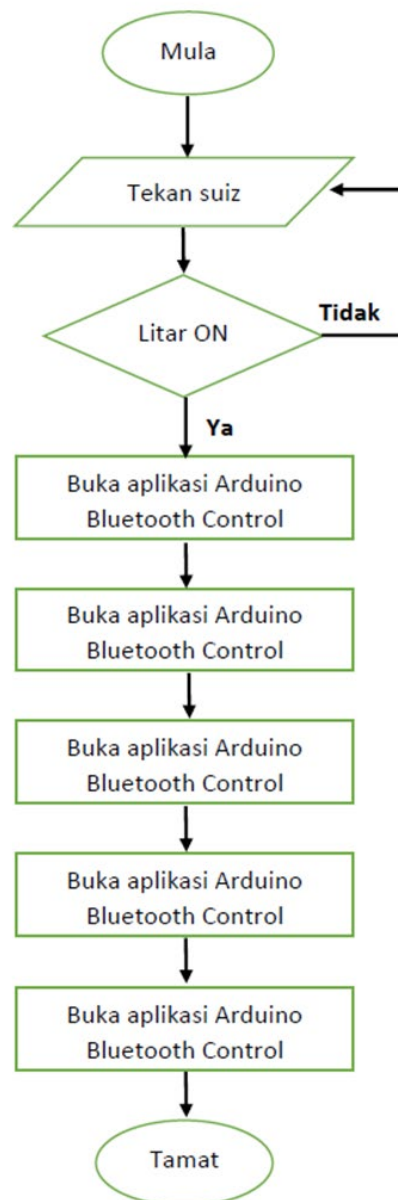 Mula
Tekan suiz
Litar ON
Tidak
Ya
Buka aplikasi Arduino
Bluetooth Control
Buka aplikasi Arduino
Bluetooth Control
Buka aplikasi Arduino
Bluetooth Control
Buka aplikasi Arduino
Bluetooth Control
Buka aplikasi Arduino
Bluetooth Control
Tamat